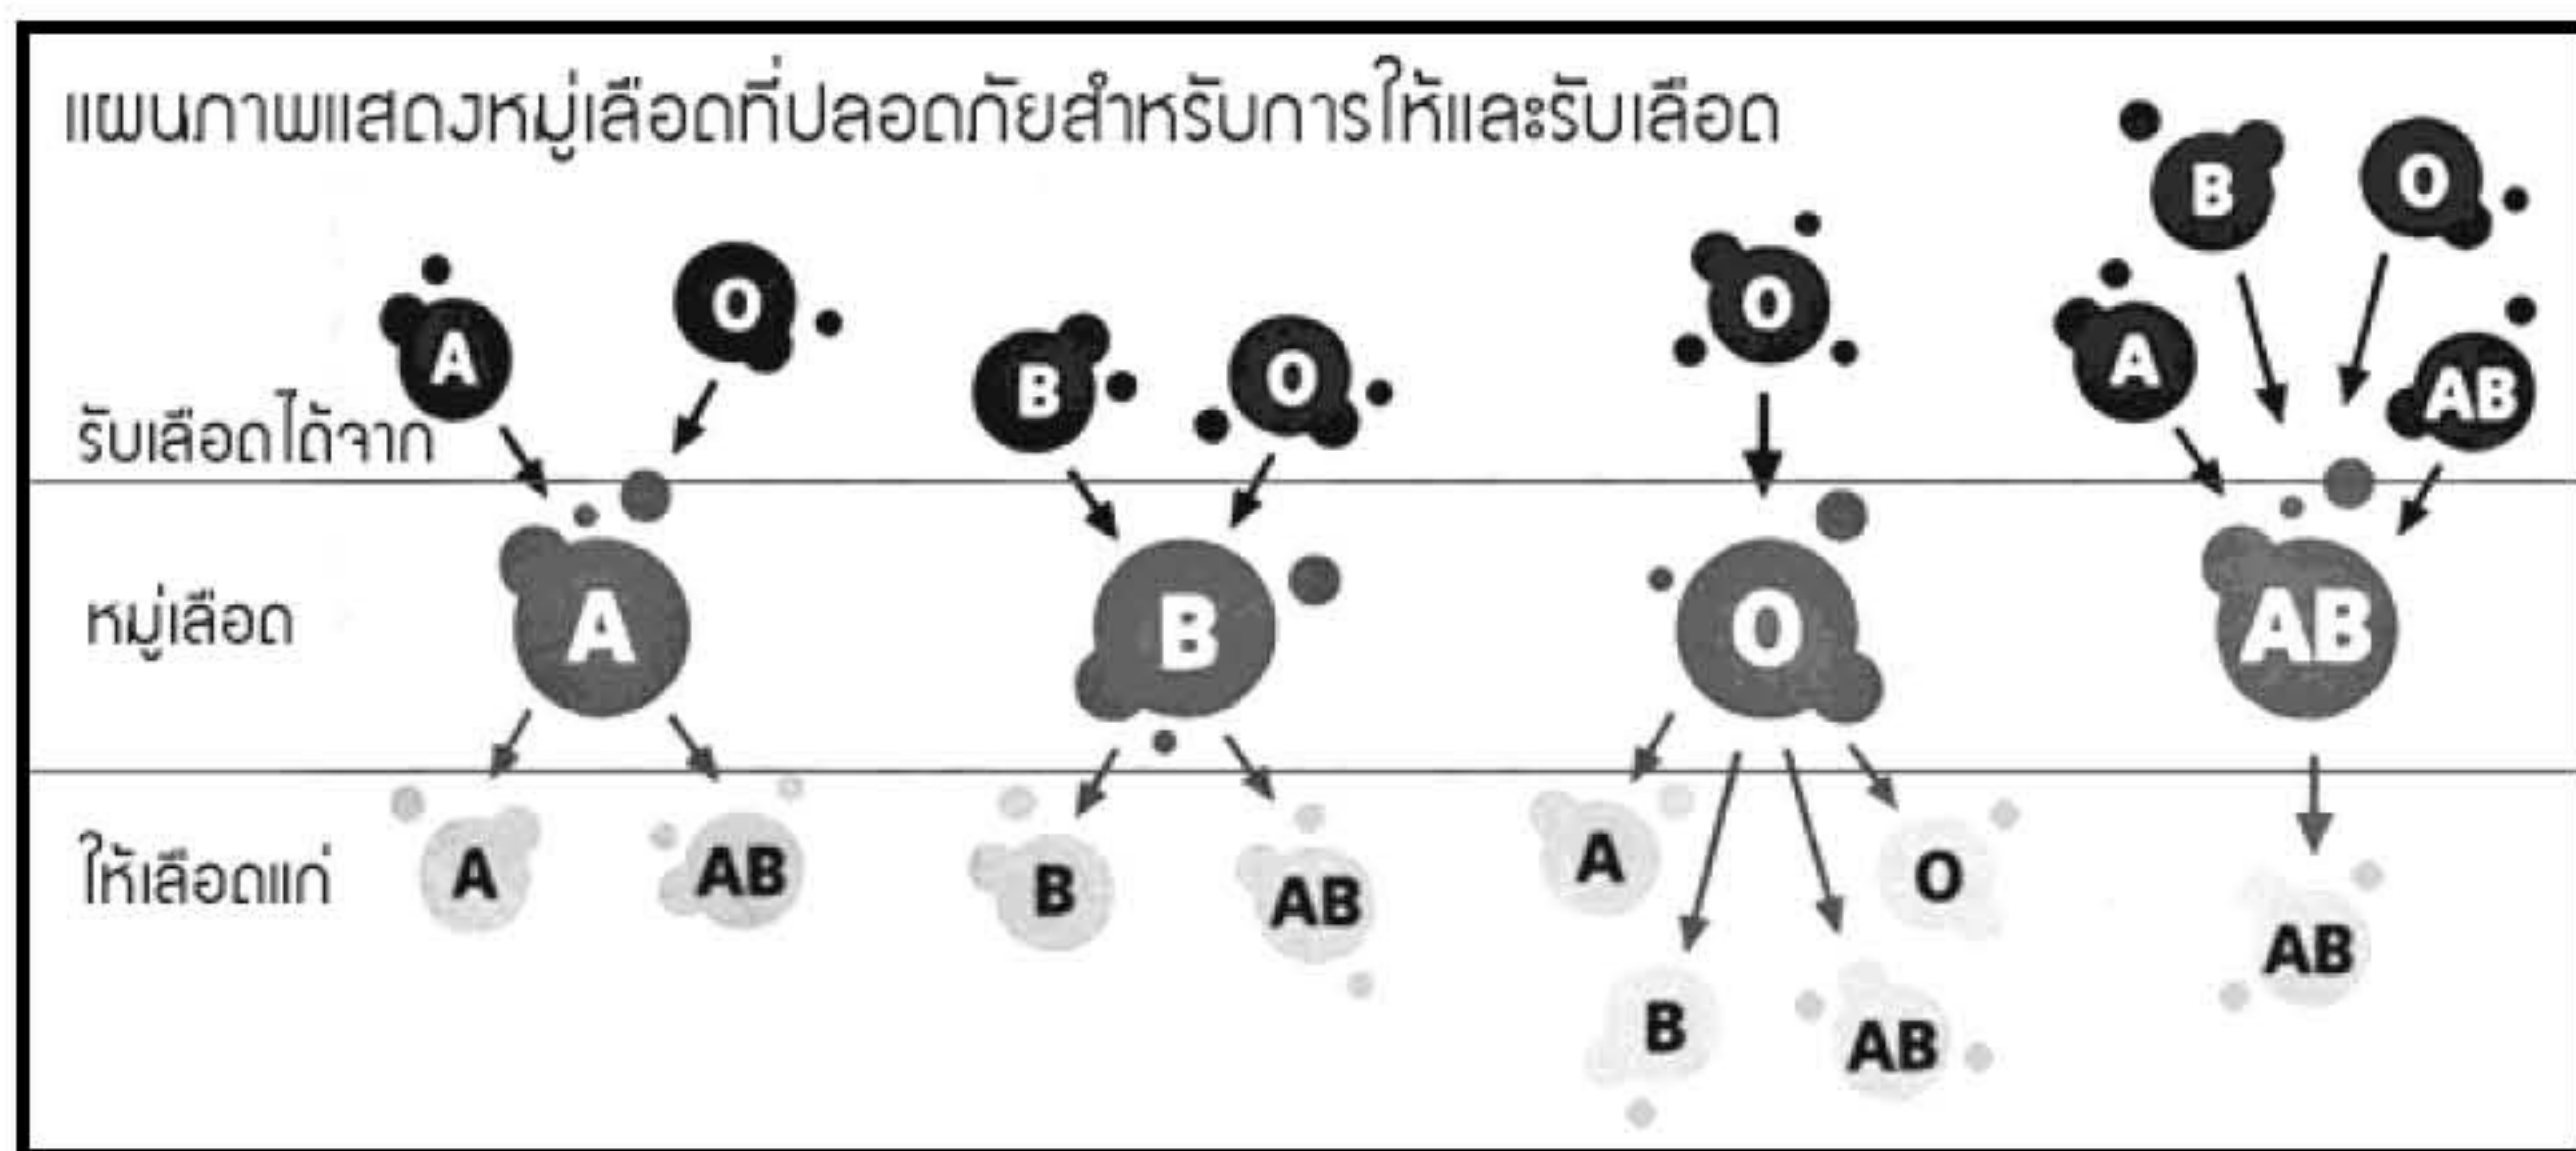 แผนภาพแสดงหมู่เลือดที่ปลอดภัยสำหรับการให้และรับเลือด
B O
A O B O O A AB
รับเลือดได้จาก
หมู่เลือด A B O AB
ให้เลือดแก่ A AB B AB A O AB
B AB